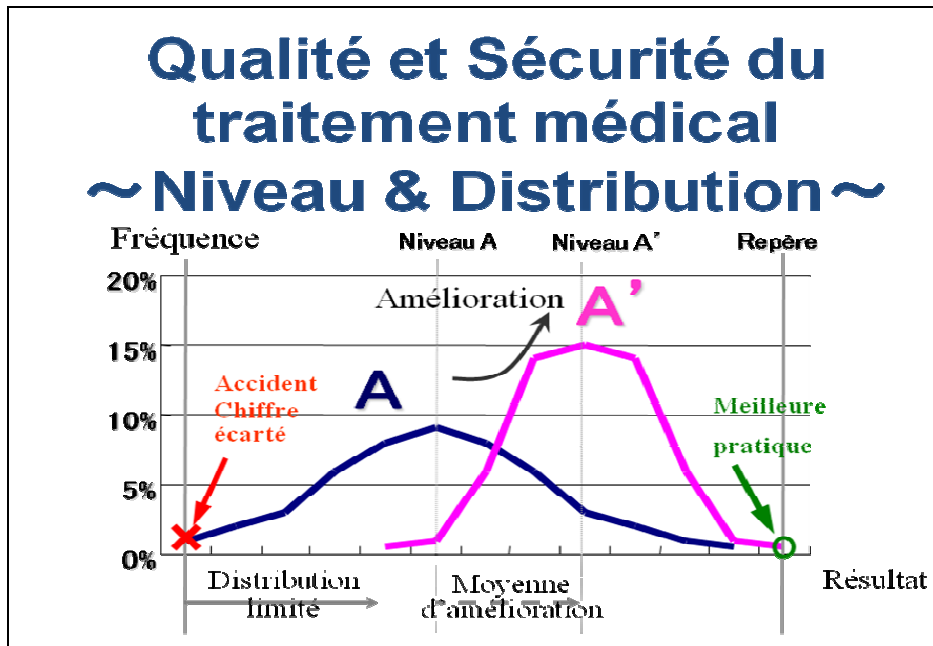 Qualité et Sécurité du
traitement médical
～Niveau & Distribution～
Fréquence
Niveau A
Niveau A'
Repère
20%
15%
10%
5%
0%
Amélioration
A'
A
Accident
Chiffre
écarté
Meilleure
pratique
Distribution
limité
Moyenne
d'amélioration
Résultat